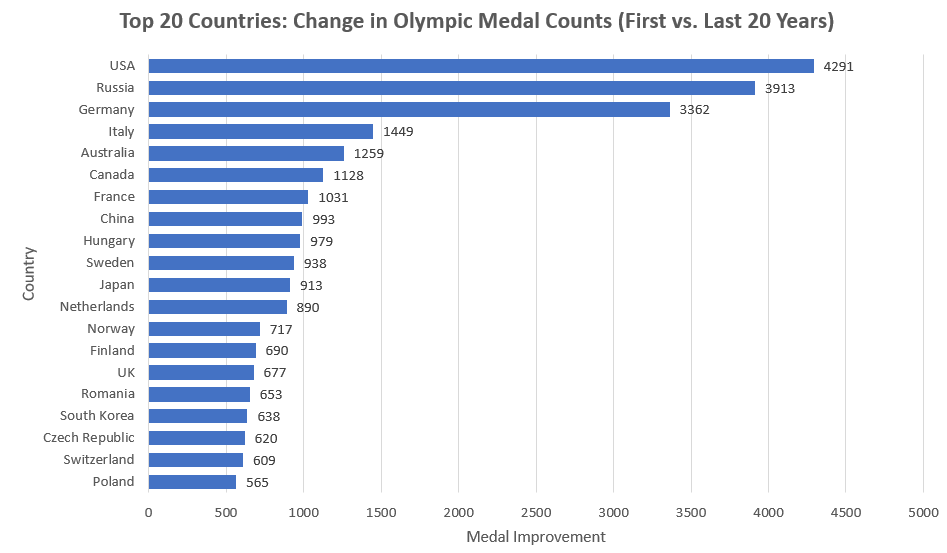 Top 20 Countries: Change in Olympic Medal Counts (First vs. Last 20 Years)
Country
USA 4291
Russia 3913
Germany 3362
Italy 1449
Australia 1259
Canada 1128
France 1031
China 993
Hungary 979
Sweden 938
Japan 913
Netherlands 890
Norway 717
Finland 690
UK 677
Romania 653
South Korea 638
Czech Republic 620
Switzerland 609
Poland 565
0 500 1000 1500 2000 2500 3000 3500 4000 4500 5000
Medal Improvement